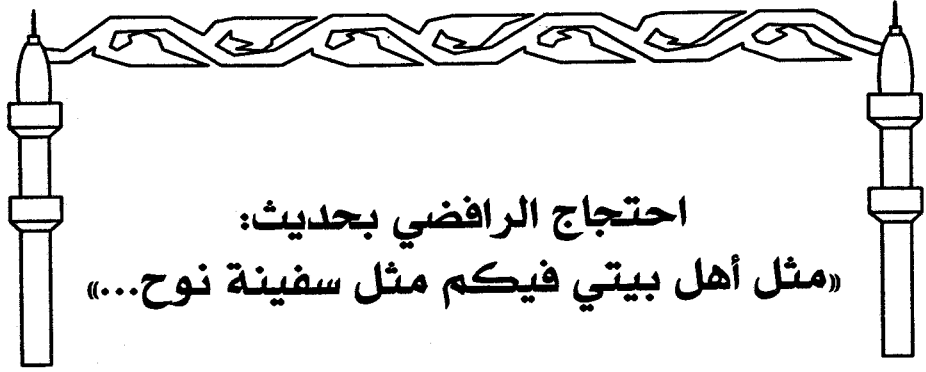 احتجاج الرافضي بحديث:
«مثل أهل بيتي فيكم مثل سفينة نوح...»